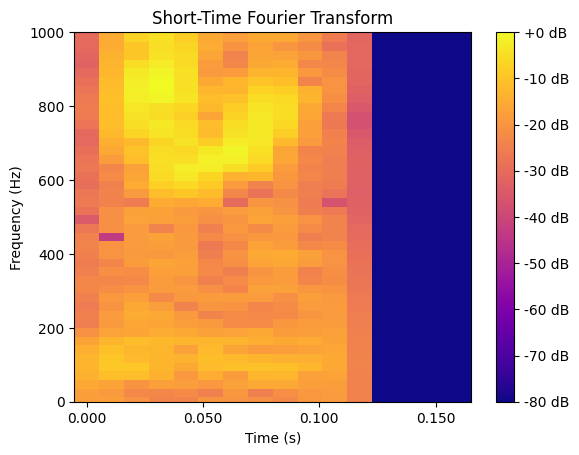 Short-Time Fourier Transform
Frequency (Hz)
1000
800
600
400
200
0
0.000
0.050
0.100
0.150
Time (s)
+0 dB
-10 dB
-20 dB
-30 dB
-40 dB
-50 dB
-60 dB
-70 dB
-80 dB